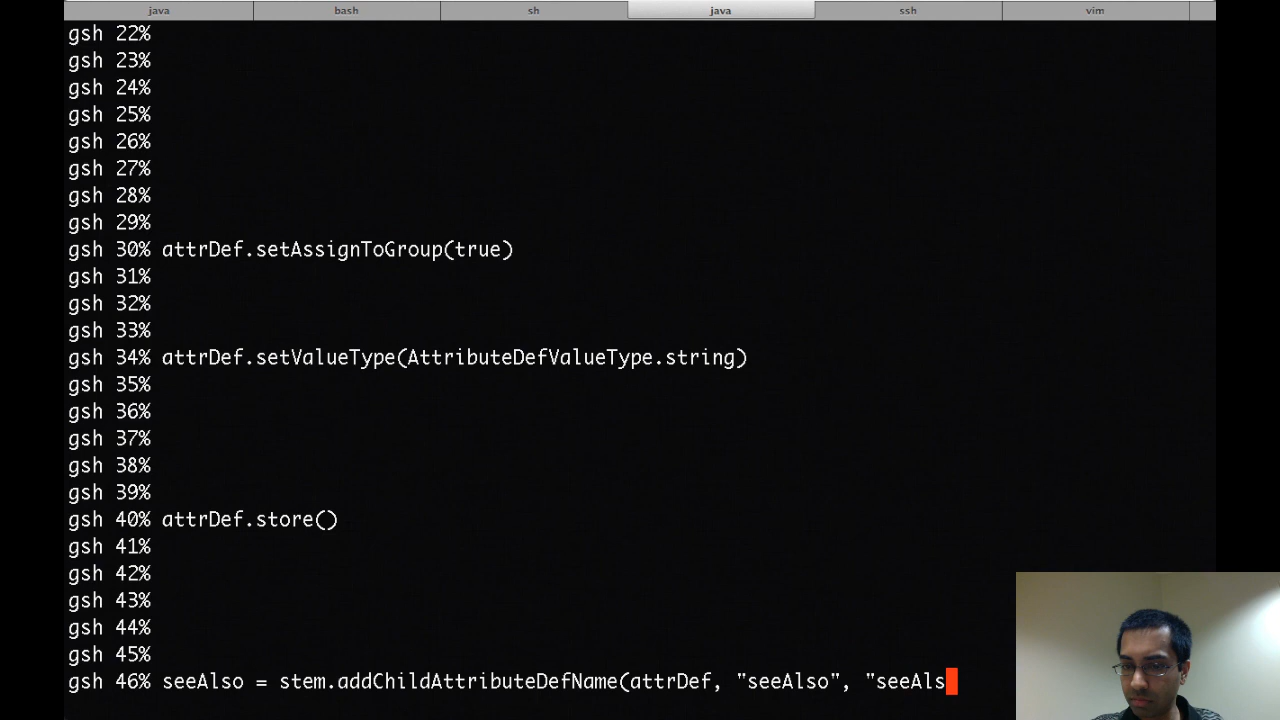 java bash sh java ssh vim
gsh 22%
gsh 23%
gsh 24%
gsh 25%
gsh 26%
gsh 27%
gsh 28%
gsh 29%
gsh 30% attrDef.setAssignToGroup(true)
gsh 31%
gsh 32%
gsh 33%
gsh 34% attrDef.setValueType(AttributeDefValueType.string)
gsh 35%
gsh 36%
gsh 37%
gsh 38%
gsh 39%
gsh 40% attrDef.store()
gsh 41%
gsh 42%
gsh 43%
gsh 44%
gsh 45%
gsh 46% seeAlso = stem.addChildAttributeDefName(attrDef, "seeAlso", "seeAls